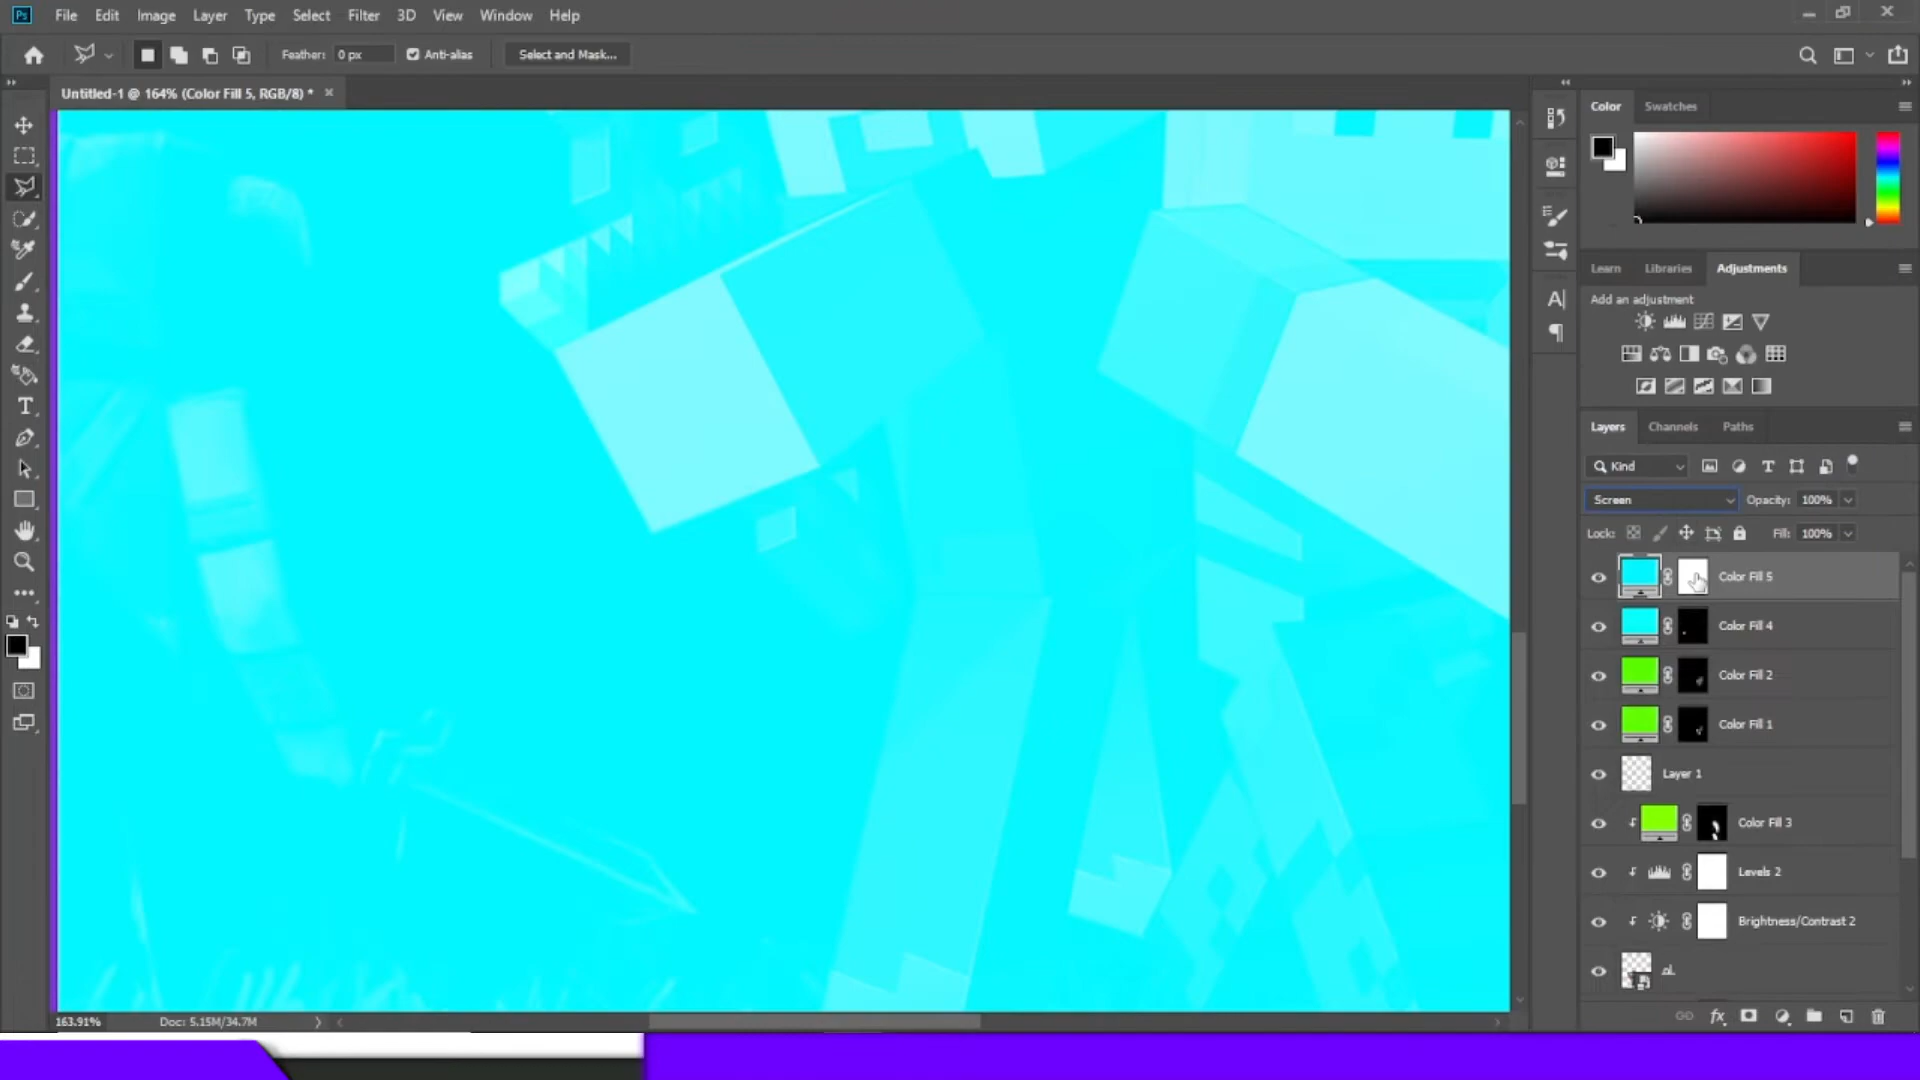 Ps File Edit Image Layer Type Select Filter 3D View Window Help
Feather: 0 px Anti-alias Select and Mask...
Untitled-1 @ 164% (Color Fill 5, RGB/8) *
Color Swatches
Learn Libraries Adjustments
Add an adjustment
Layers Channels Paths
Kind
Screen Opacity: 100%
Lock: Fill: 100%
Color Fill 5
Color Fill 4
Color Fill 2
Color Fill 1
Layer 1
Color Fill 3
Levels 2
Brightness/Contrast 2
163.91% Doc: 5.15M/34.7M